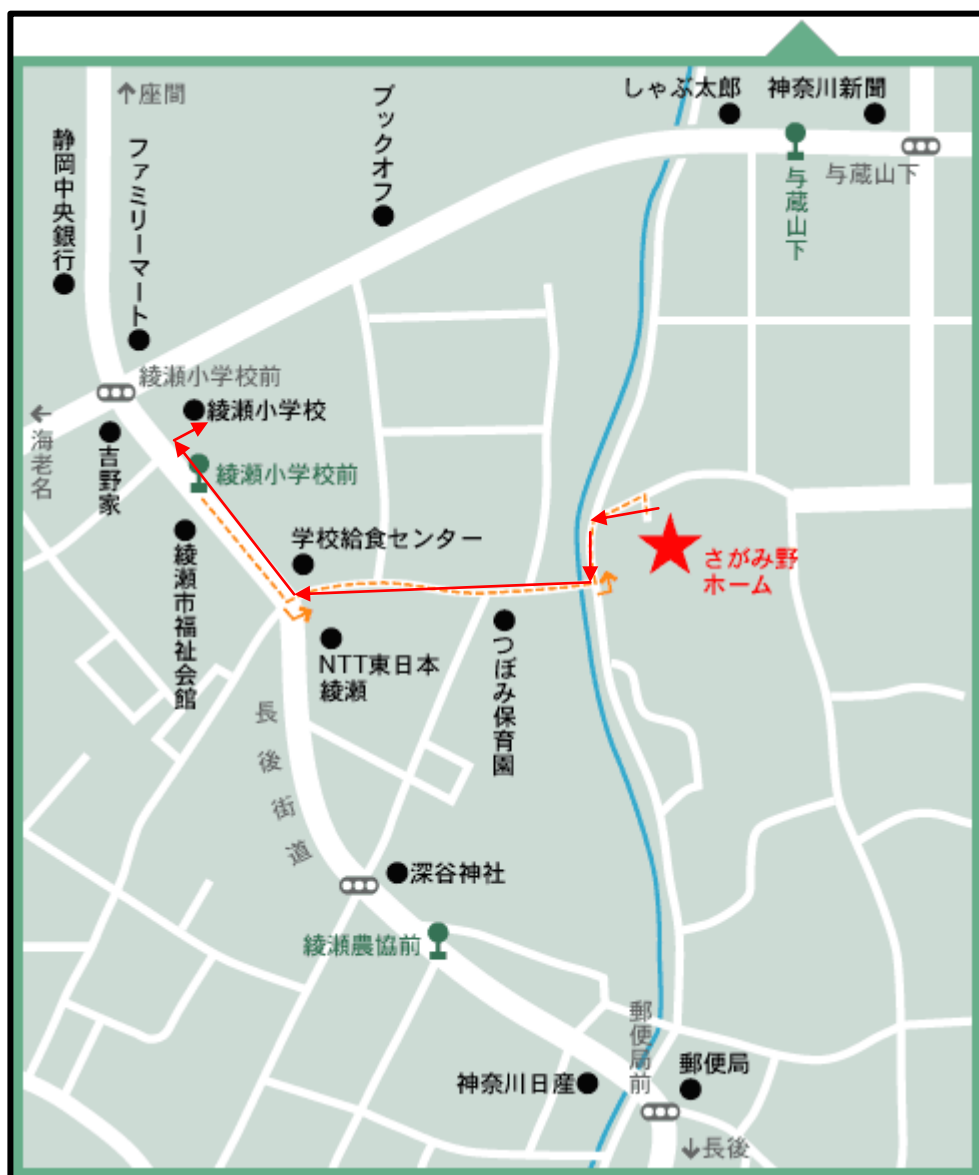 ↑座間
静岡中央銀行
ファミリーマート
ブックオフ
しゃぶ太郎
神奈川新聞
与蔵山下
与蔵山下
綾瀬小学校前
綾瀬小学校
←海老名
吉野家
綾瀬小学校前
綾瀬市福祉会館
学校給食センター
さがみ野
ホーム
NTT東日本
綾瀬
つぼみ保育園
長後街道
深谷神社
綾瀬農協前
郵便局前
神奈川日産
郵便局
↓長後